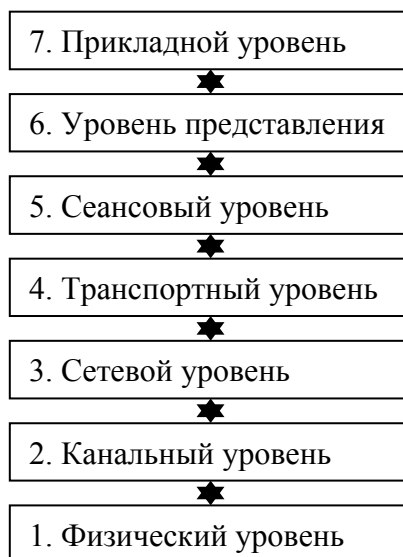 7. Прикладной уровень
6. Уровень представления
5. Сеансовый уровень
4. Транспортный уровень
3. Сетевой уровень
2. Канальный уровень
1. Физический уровень